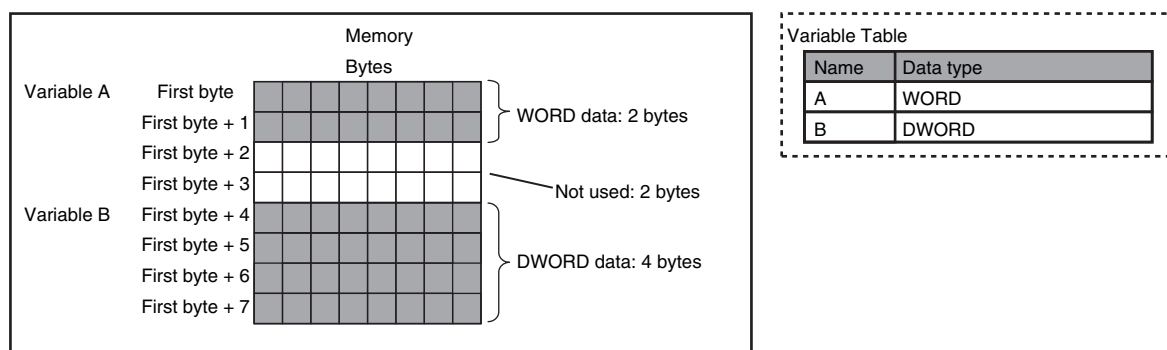 Memory
Bytes
Variable A
First byte
First byte + 1
WORD data: 2 bytes
First byte + 2
First byte + 3
Not used: 2 bytes
Variable B
First byte + 4
First byte + 5
First byte + 6
First byte + 7
DWORD data: 4 bytes
Variable Table
Name Data type
A WORD
B DWORD